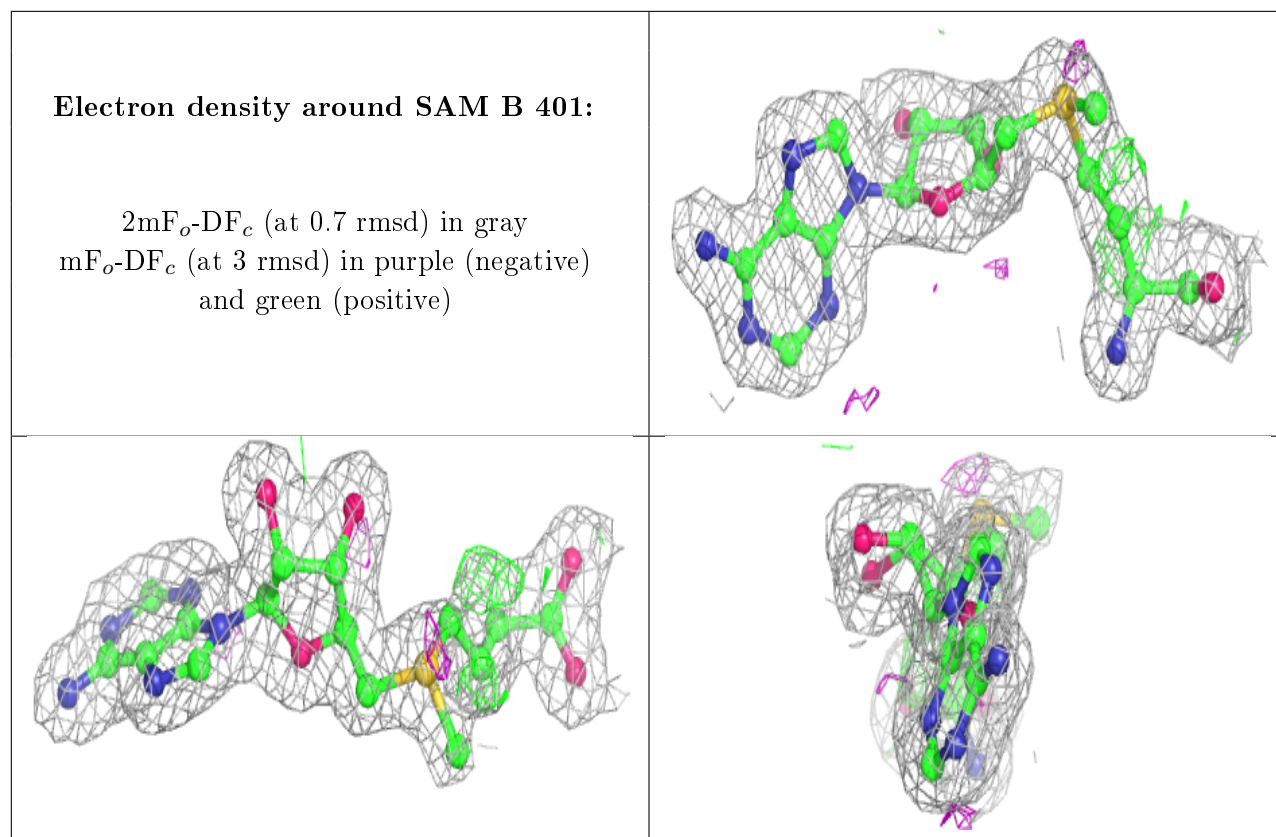 Electron density around SAM B 401:
2mFₒ-DF𝒸 (at 0.7 rmsd) in gray
mFₒ-DF𝒸 (at 3 rmsd) in purple (negative)
and green (positive)